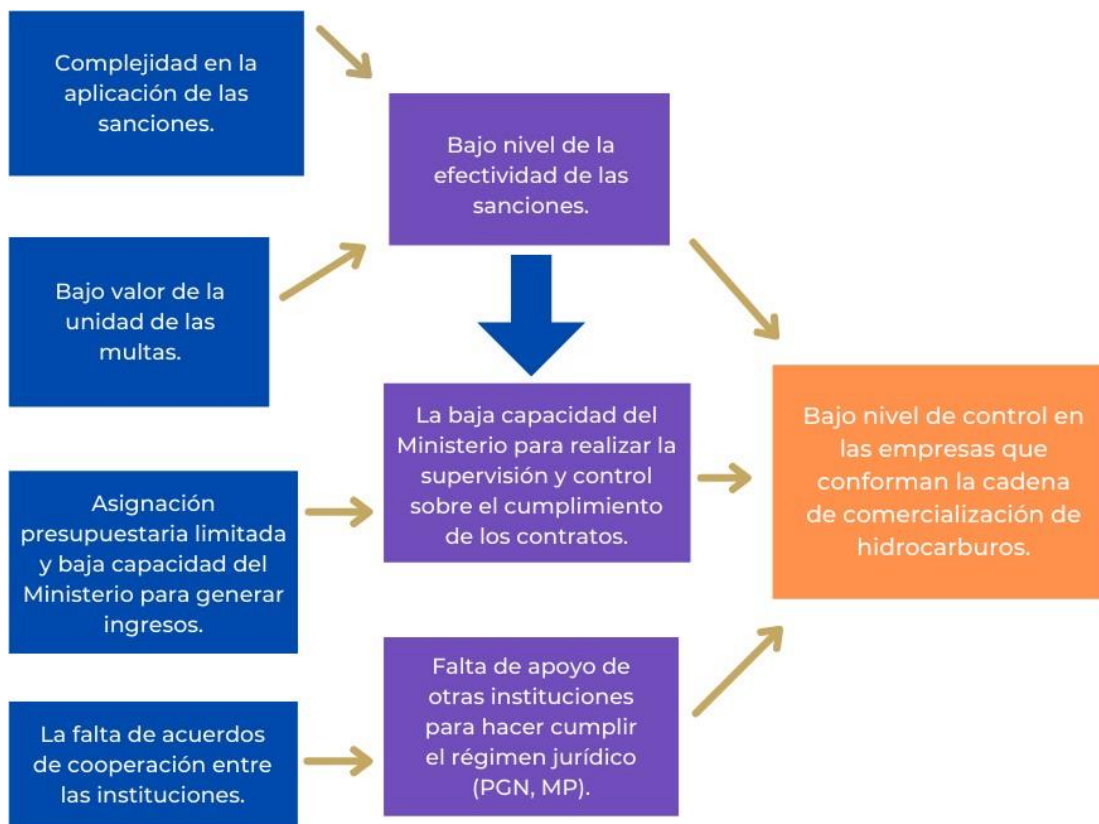 Complejidad en la
aplicación de las
sanciones.
Bajo valor de la
unidad de las
multas.
Asignación
presupuestaria limitada
y baja capacidad del
Ministerio para generar
ingresos.
La falta de acuerdos
de cooperación entre
las instituciones.
Bajo nivel de la
efectividad de las
sanciones.
La baja capacidad del
Ministerio para realizar la
supervisión y control
sobre el cumplimiento
de los contratos.
Falta de apoyo de
otras instituciones
para hacer cumplir
el régimen jurídico
(PGN, MP).
Bajo nivel de control en
las empresas que
conforman la cadena
de comercialización de
hidrocarburos.